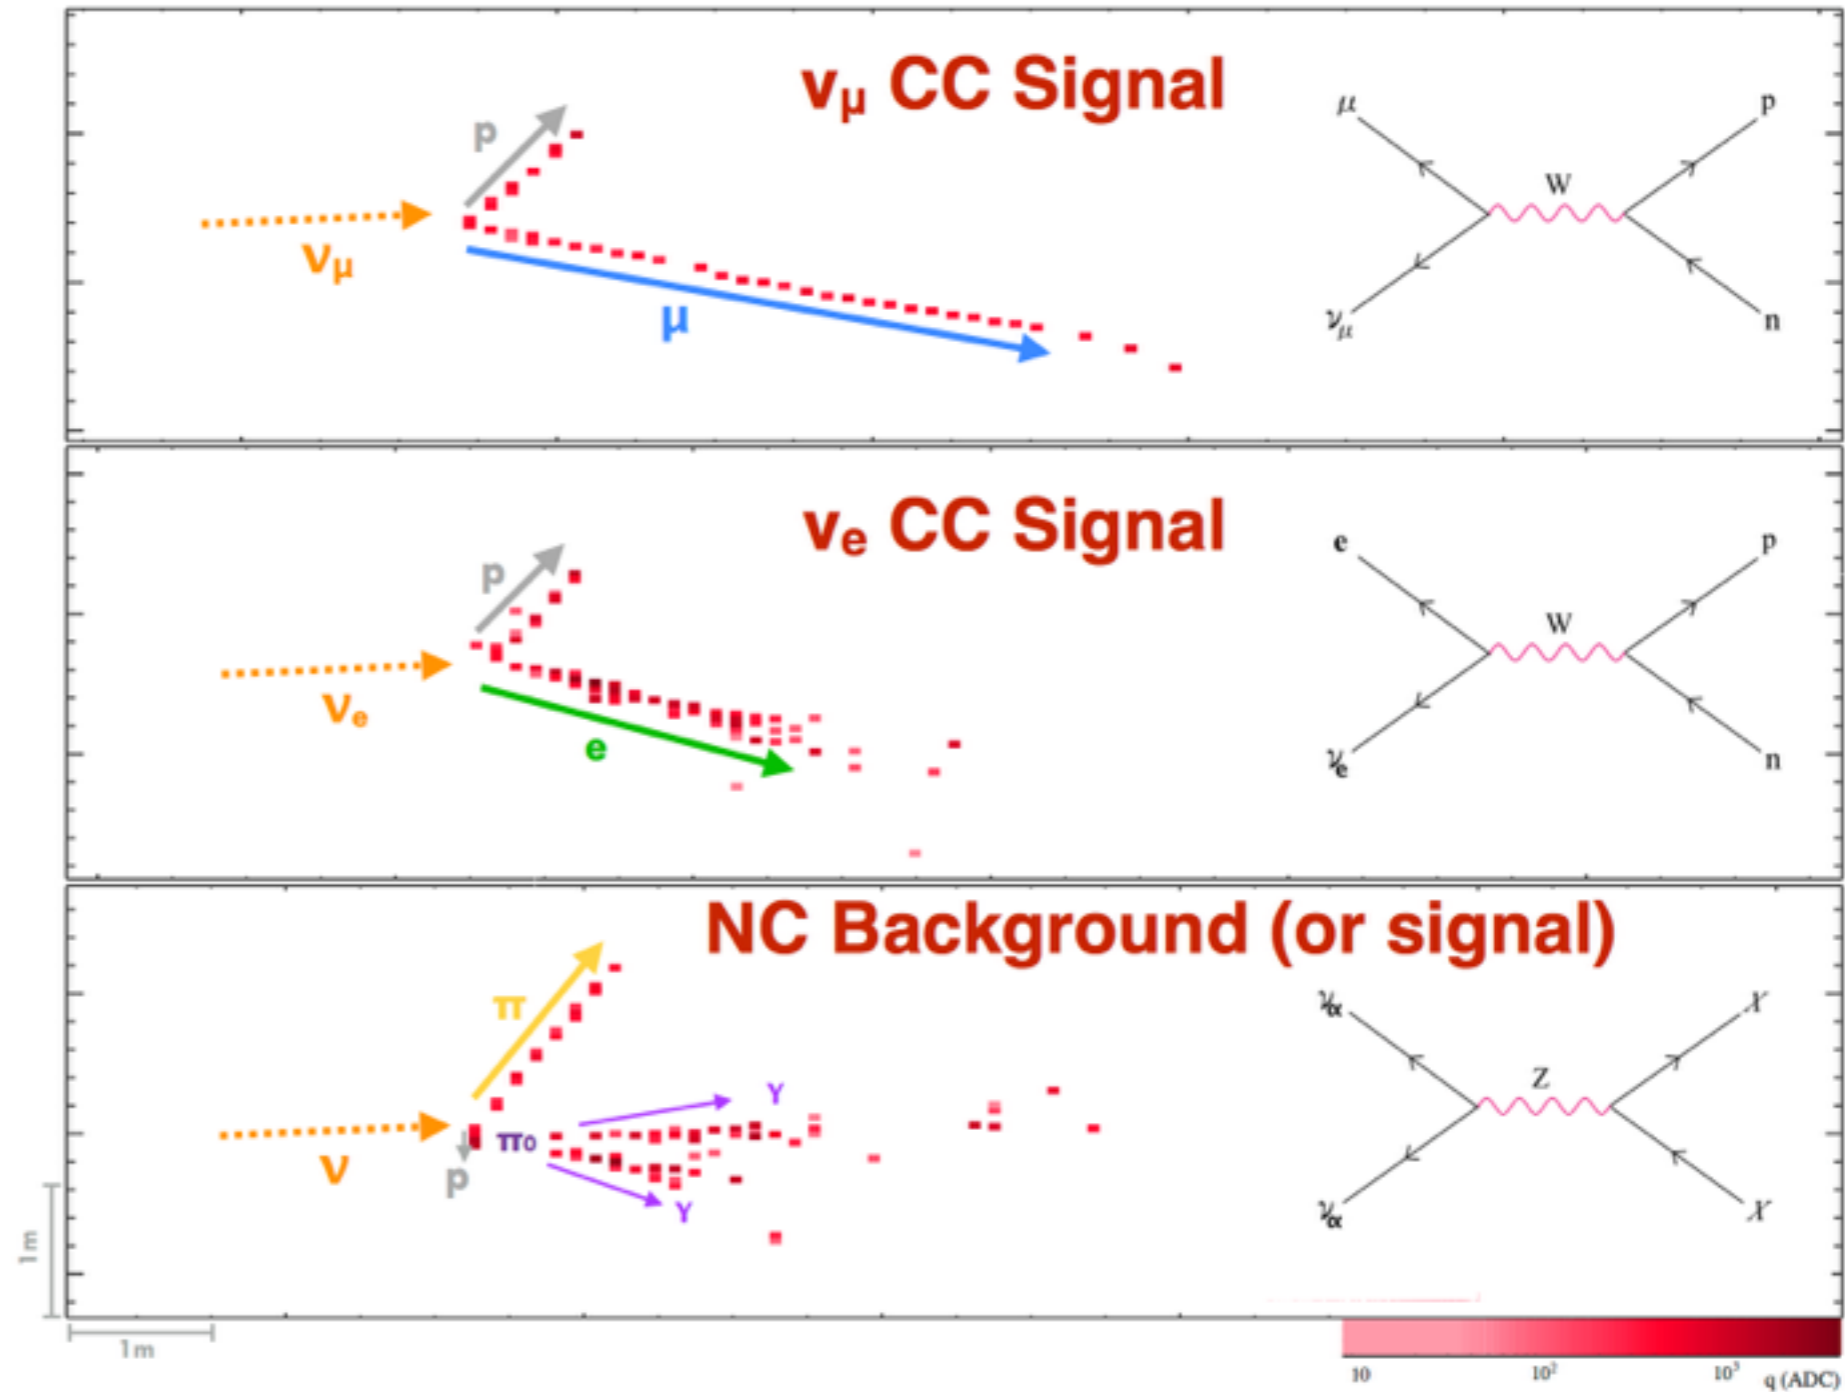 νμ CC Signal
p
νμ
μ
μ
p
W
νμ
n
νe CC Signal
p
νe
e
e
p
W
νe
n
NC Background (or signal)
π
π0
γ
γ
ν
p
να
X
Z
να
X
1m
1m
10
10²
10³
q (ADC)